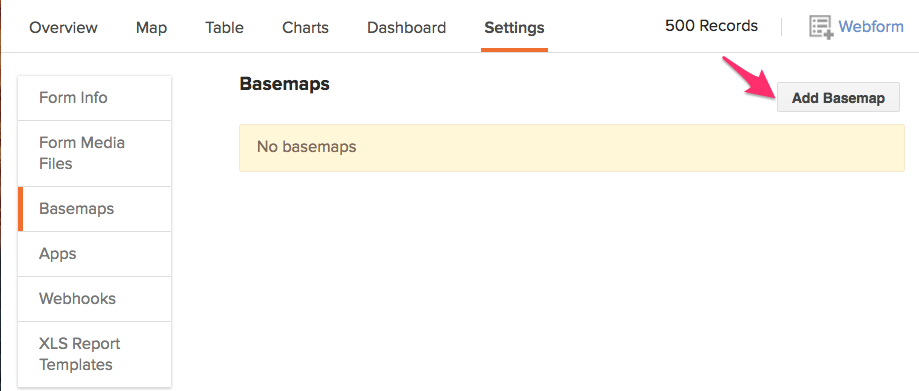 Overview Map Table Charts Dashboard Settings 500 Records Webform
Form Info
Form Media
Files
Basemaps
Apps
Webhooks
XLS Report
Templates
Basemaps
Add Basemap
No basemaps